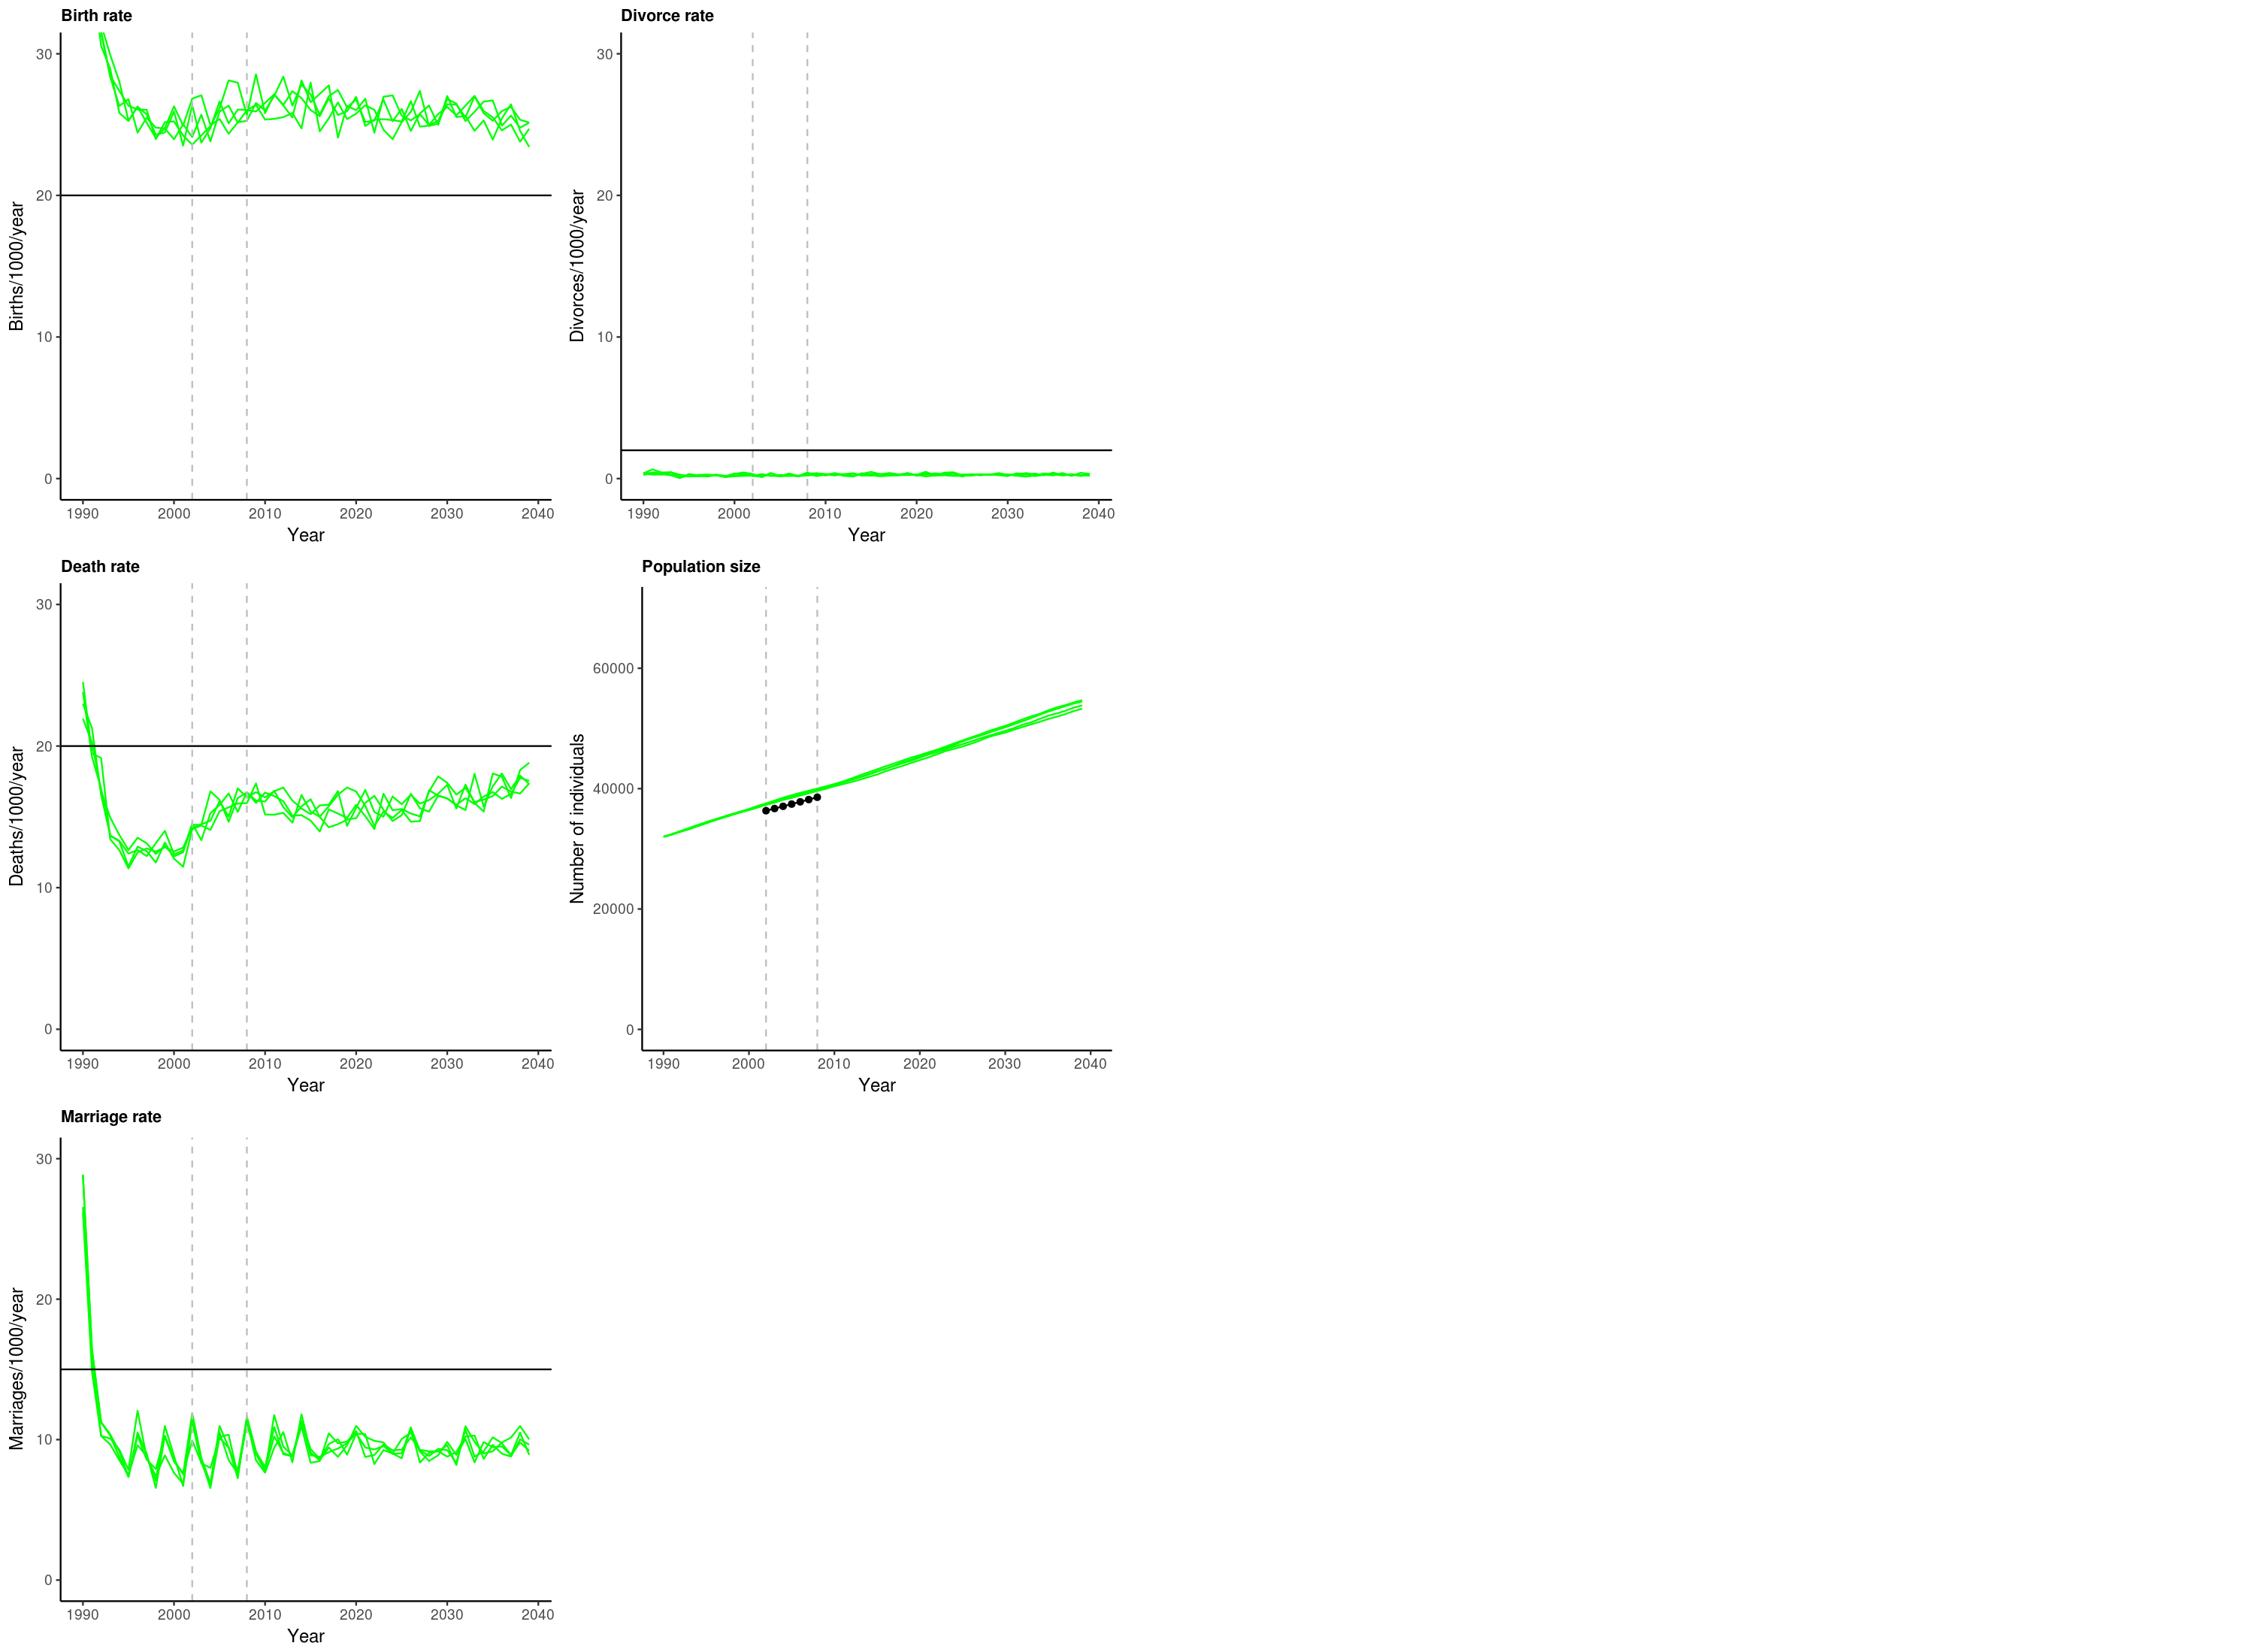 Birth rate
30
20
10
0
Births/1000/year
1990 2000 2010 2020 2030 2040
Year
Divorce rate
30
20
10
0
Divorces/1000/year
1990 2000 2010 2020 2030 2040
Year
Death rate
30
20
10
0
Deaths/1000/year
1990 2000 2010 2020 2030 2040
Year
Population size
60000
40000
20000
0
Number of individuals
1990 2000 2010 2020 2030 2040
Year
Marriage rate
30
20
10
0
Marriages/1000/year
1990 2000 2010 2020 2030 2040
Year